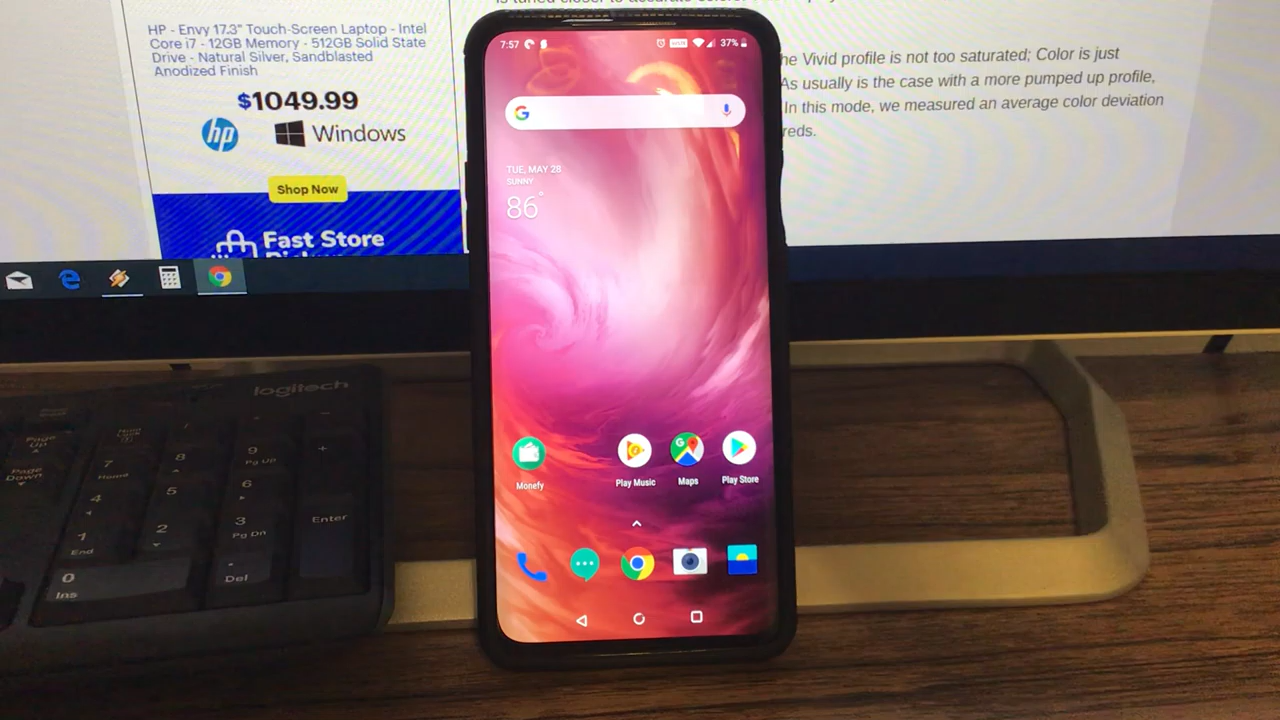 HP - Envy 17.3" Touch-Screen Laptop - Intel
Core i7 - 12GB Memory - 512GB Solid State
Drive - Natural Silver, Sandblasted
Anodized Finish
$1049.99
hp
Windows
Shop Now
Fast Store
he Vivid profile is not too saturated; Color is just
As usually is the case with a more pumped up profile,
In this mode, we measured an average color deviation
reds.
7:57
37%
G
TUE, MAY 28
SUNNY
86°
Monefy
Play Music
Maps
Play Store
logitech
Page
Up
Page
Down
7
Home
8
9
Pg Up
+
4
5
6
1
End
2
3
Pg Dn
Enter
0
Ins
.
Del